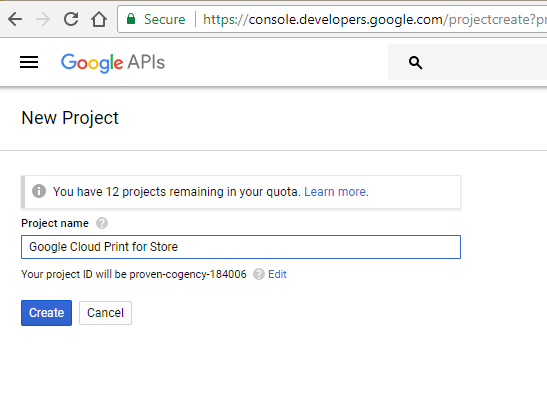 Secure https://console.developers.google.com/projectcreate?pr
Google APIs
New Project
You have 12 projects remaining in your quota. Learn more.
Project name
Google Cloud Print for Store
Your project ID will be proven-cogency-184006 Edit
Create Cancel